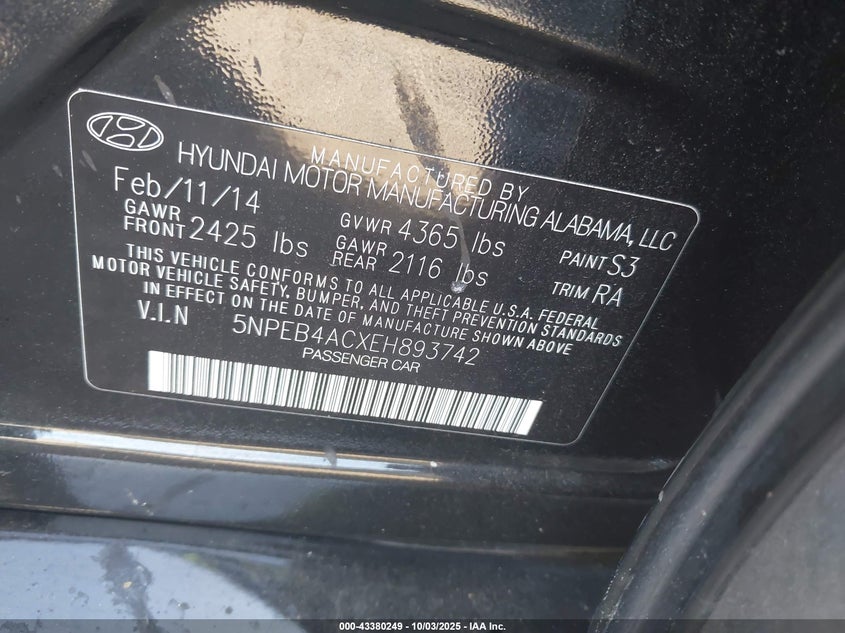 MANUFACTURED BY
HYUNDAI MOTOR MANUFACTURING ALABAMA, LLC
Feb/11/14
GVWR 4365 lbs
PAINT S3
GAWR FRONT 2425 lbs
GAWR REAR 2116 lbs
TRIM RA
THIS VEHICLE CONFORMS TO ALL APPLICABLE U.S.A. FEDERAL
MOTOR VEHICLE SAFETY, BUMPER, AND THEFT PREVENTION STANDARDS
IN EFFECT ON THE DATE OF MANUFACTURE SHOWN ABOVE
V.I.N 5NPEB4ACXEH893742
PASSENGER CAR
000-43380249 - 10/03/2025 - IAA Inc.